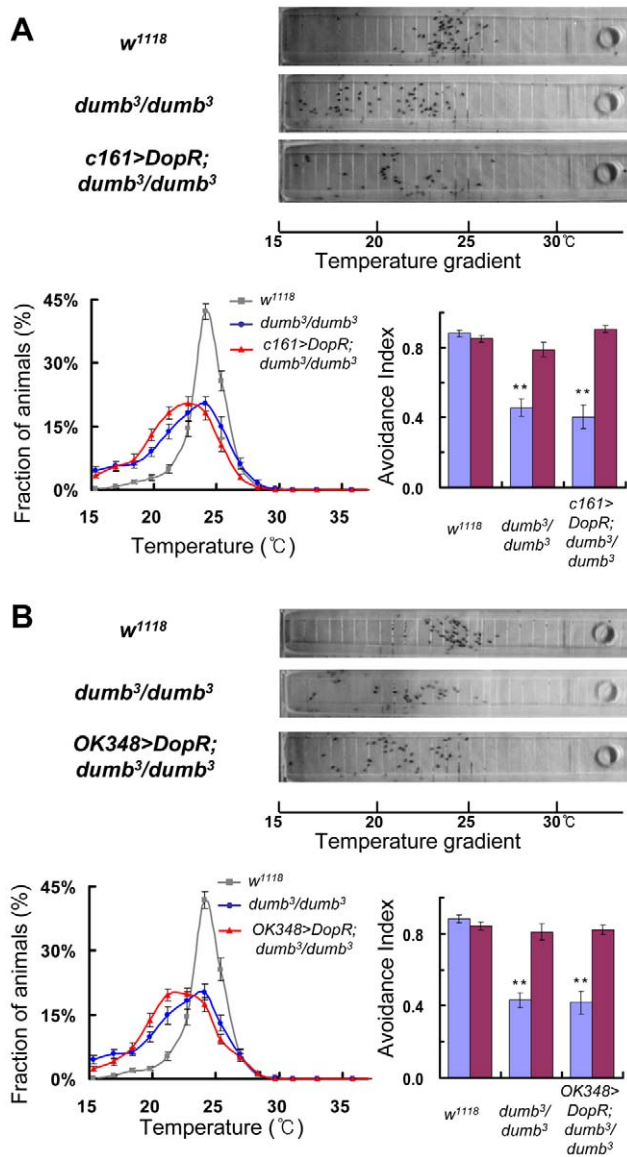 A
w1118
dumb3/dumb3
c161>DopR;
dumb3/dumb3
15 20 25 30℃
Temperature gradient
45%
30%
15%
0%
Fraction of animals (%)
w1118
dumb3/dumb3
c161>DopR;
dumb3/dumb3
15 20 25 30 35
Temperature (℃)
Avoidance Index
0.8
0.4
0.0
**
**
w1118
dumb3/
dumb3
c161>
DopR;
dumb3/
dumb3
B
w1118
dumb3/dumb3
OK348>DopR;
dumb3/dumb3
15 20 25 30℃
Temperature gradient
45%
30%
15%
0%
Fraction of animals (%)
w1118
dumb3/dumb3
OK348>DopR;
dumb3/dumb3
15 20 25 30 35
Temperature (℃)
Avoidance Index
0.8
0.4
0.0
**
**
w1118
dumb3/
dumb3
OK348>
DopR;
dumb3/
dumb3